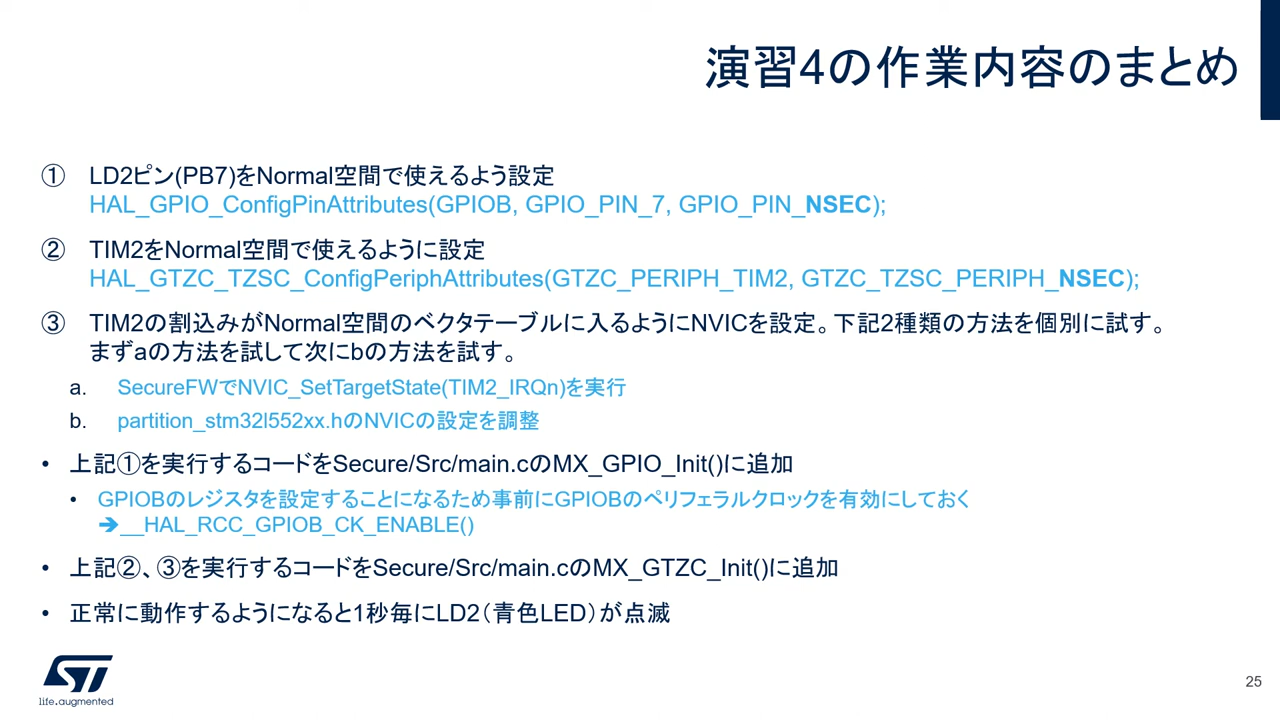 演習4の作業内容のまとめ
① LD2ピン(PB7)をNormal空間で使えるよう設定
HAL_GPIO_ConfigPinAttributes(GPIOB, GPIO_PIN_7, GPIO_PIN_NSEC);
② TIM2をNormal空間で使えるように設定
HAL_GTZC_TZSC_ConfigPeriphAttributes(GTZC_PERIPH_TIM2, GTZC_TZSC_PERIPH_NSEC);
③ TIM2の割込みがNormal空間のベクタテーブルに入るようにNVICを設定。下記2種類の方法を個別に試す。
まずaの方法を試して次にbの方法を試す。
a. SecureFWでNVIC_SetTargetState(TIM2_IRQn)を実行
b. partition_stm32l552xx.hのNVICの設定を調整
• 上記①を実行するコードをSecure/Src/main.cのMX_GPIO_Init()に追加
• GPIOBのレジスタを設定することになるため事前にGPIOBのペリフェラルクロックを有効にしておく
➔__HAL_RCC_GPIOB_CK_ENABLE()
• 上記②、③を実行するコードをSecure/Src/main.cのMX_GTZC_Init()に追加
• 正常に動作するようになると1秒毎にLD2（青色LED）が点滅
ST
life.augmented
25